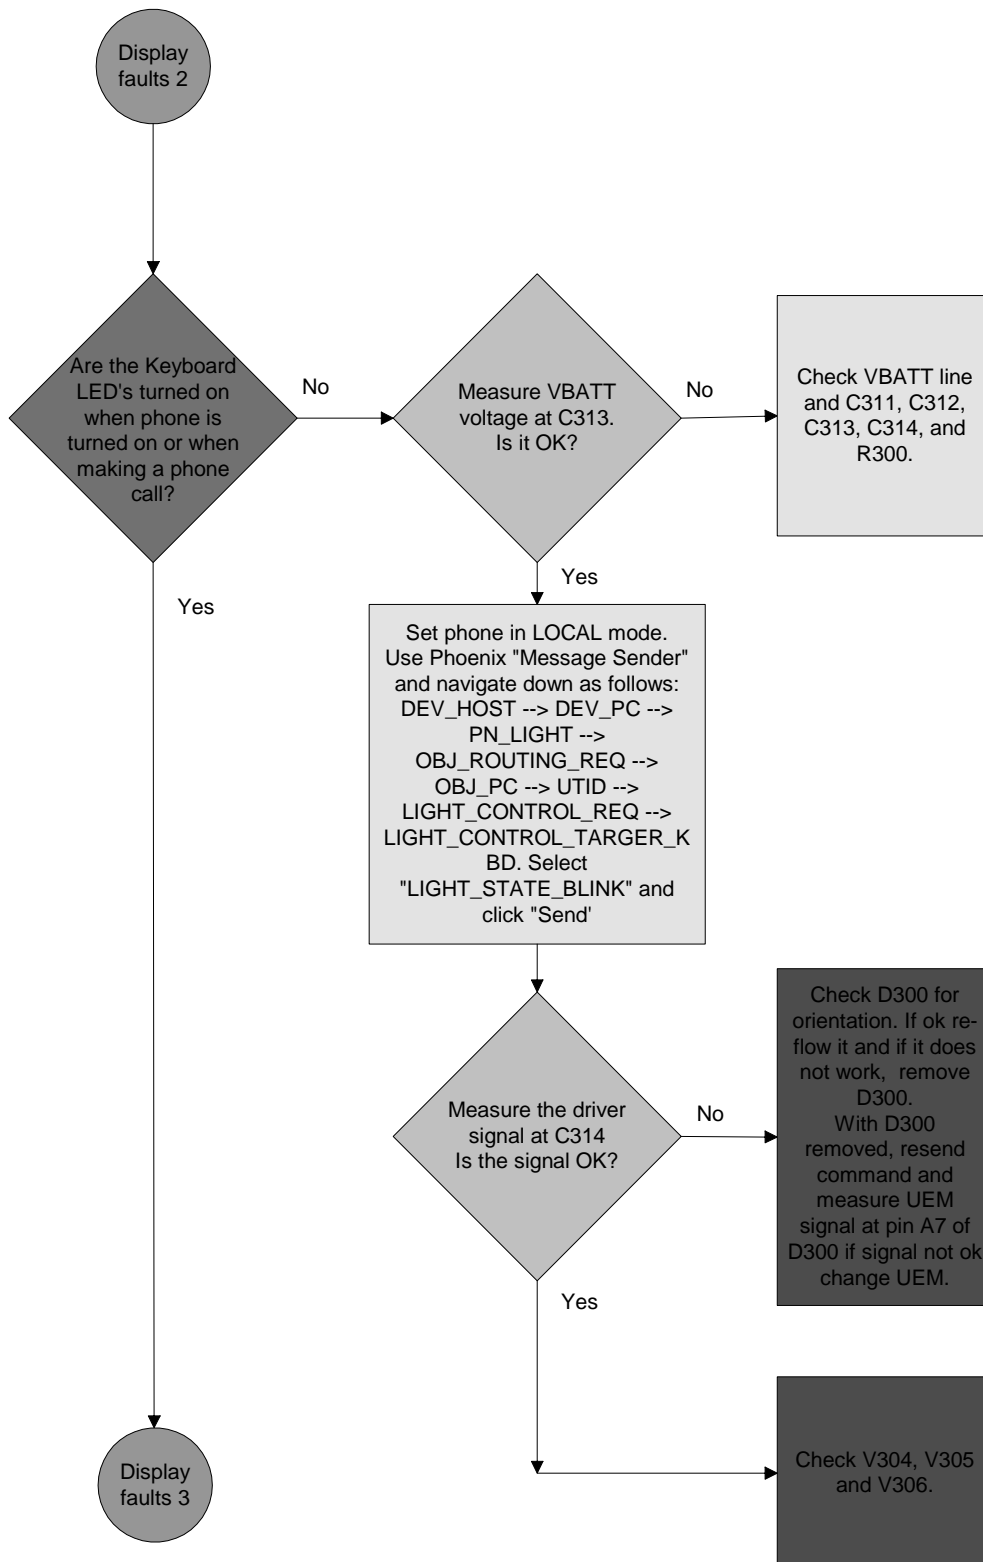 Display
faults 2
Are the Keyboard
LED's turned on
when phone is
turned on or when
making a phone
call?
No
Measure VBATT
voltage at C313.
Is it OK?
No
Check VBATT line
and C311, C312,
C313, C314, and
R300.
Yes
Yes
Set phone in LOCAL mode.
Use Phoenix "Message Sender"
and navigate down as follows:
DEV_HOST --> DEV_PC -->
PN_LIGHT -->
OBJ_ROUTING_REQ -->
OBJ_PC --> UTID -->
LIGHT_CONTROL_REQ -->
LIGHT_CONTROL_TARGER_K
BD. Select
"LIGHT_STATE_BLINK" and
click "Send'
Measure the driver
signal at C314
Is the signal OK?
No
Check D300 for
orientation. If ok re-
flow it and if it does
not work,  remove
D300.
With D300
removed, resend
command and
measure UEM
signal at pin A7 of
D300 if signal not ok
change UEM.
Yes
Check V304, V305
and V306.
Display
faults 3